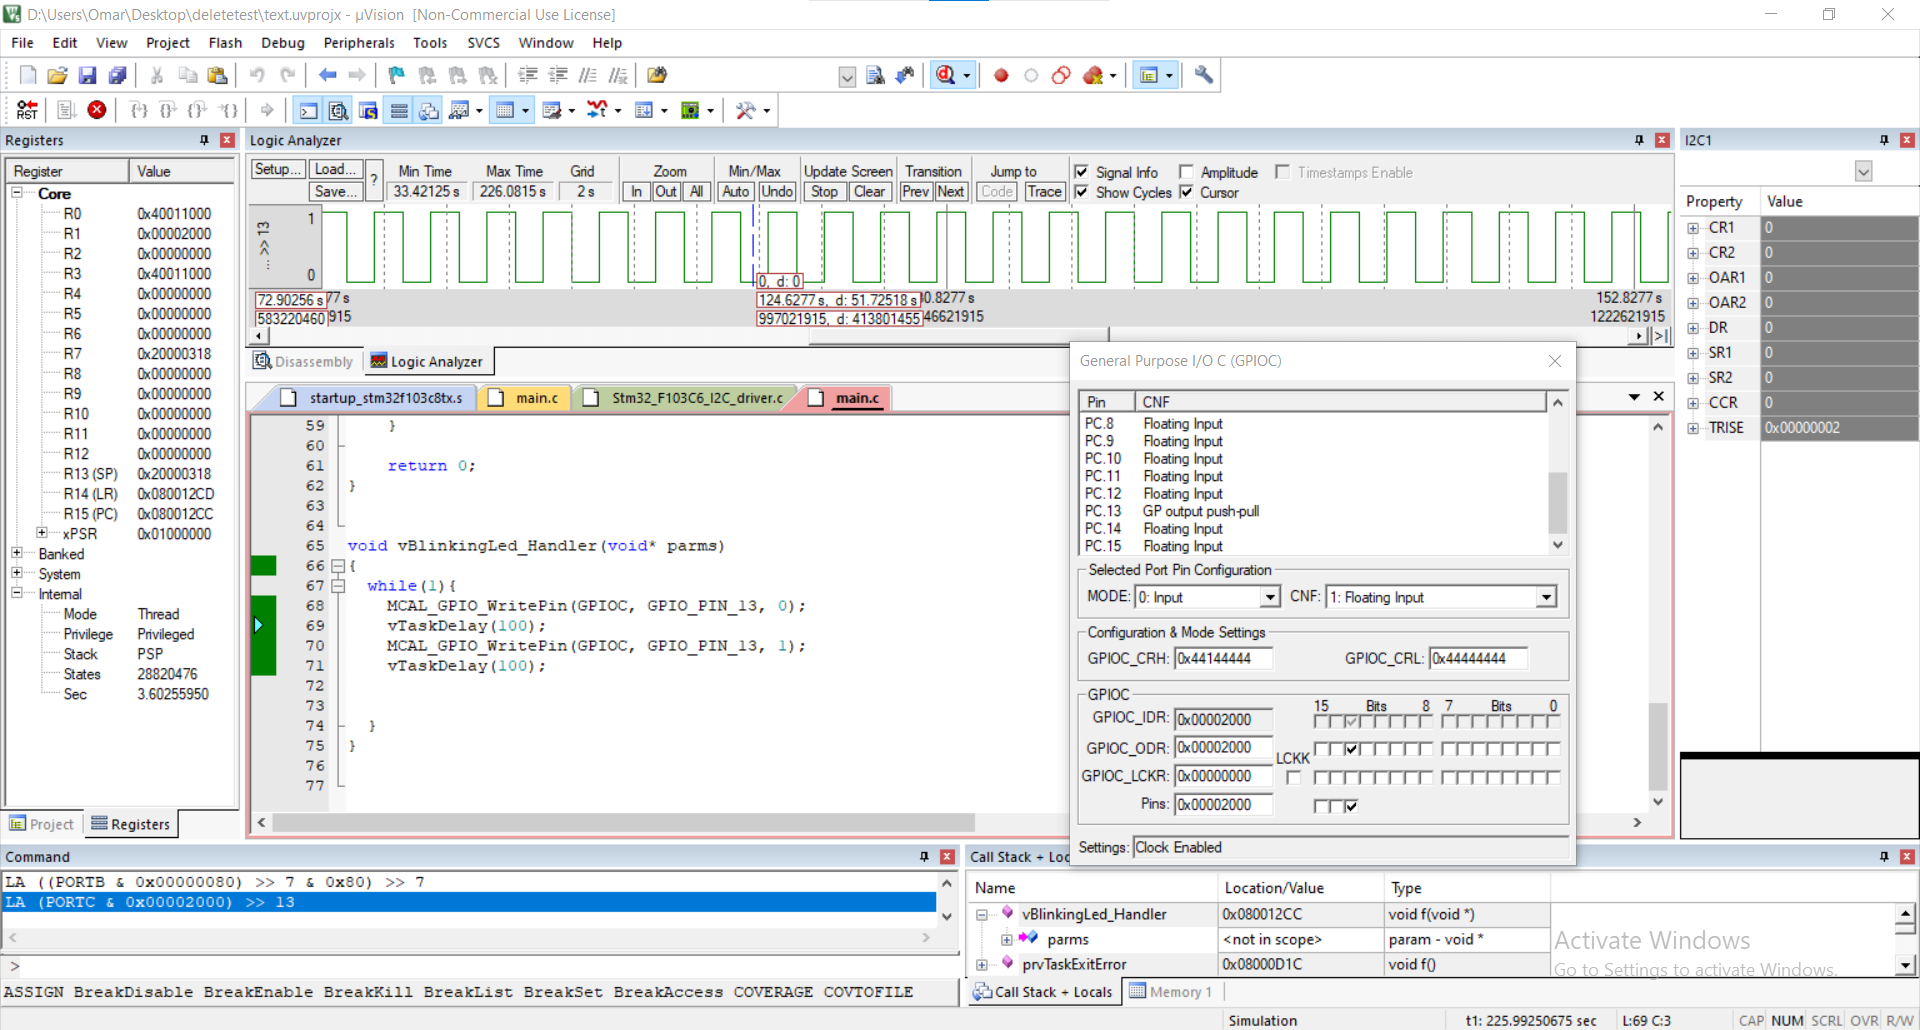 D:\Users\Omar\Desktop\deletetest\text.uvprojx - µVision [Non-Commercial Use License]
File Edit View Project Flash Debug Peripherals Tools SVCS Window Help
RST
Registers
Register Value
Core
R0 0x40011000
R1 0x00002000
R2 0x00000000
R3 0x40011000
R4 0x00000000
R5 0x00000000
R6 0x00000000
R7 0x20000318
R8 0x00000000
R9 0x00000000
R10 0x00000000
R11 0x00000000
R12 0x00000000
R13 (SP) 0x20000318
R14 (LR) 0x080012CD
R15 (PC) 0x080012CC
xPSR 0x01000000
Banked
System
Internal
Mode Thread
Privilege Privileged
Stack PSP
States 28820476
Sec 3.60255950
Project Registers
Logic Analyzer
Setup... Load... ? Min Time Max Time Grid Zoom Min/Max Update Screen Transition Jump to Signal Info Amplitude Timestamps Enable
Save... 33.42125 s 226.0815 s 2 s In Out All Auto Undo Stop Clear Prev Next Code Trace Show Cycles Cursor
... >> 13
1
0
0, d: 0
72.90256 s 77 s 124.6277 s, d: 51.72518 s 0.8277 s 152.8277 s
583220460 915 997021915, d: 413801455 46621915 1222621915
Disassembly Logic Analyzer
startup_stm32f103c8tx.s main.c Stm32_F103C6_I2C_driver.c main.c
59 }
60
61 return 0;
62 }
63
64
65 void vBlinkingLed_Handler(void* parms)
66 {
67 while(1){
68 MCAL_GPIO_WritePin(GPIOC, GPIO_PIN_13, 0);
69 vTaskDelay(100);
70 MCAL_GPIO_WritePin(GPIOC, GPIO_PIN_13, 1);
71 vTaskDelay(100);
72
73
74 }
75 }
76
77
General Purpose I/O C (GPIOC)
Pin CNF
PC.8 Floating Input
PC.9 Floating Input
PC.10 Floating Input
PC.11 Floating Input
PC.12 Floating Input
PC.13 GP output push-pull
PC.14 Floating Input
PC.15 Floating Input
Selected Port Pin Configuration
MODE: 0: Input CNF: 1: Floating Input
Configuration & Mode Settings
GPIOC_CRH: 0x44144444 GPIOC_CRL: 0x44444444
GPIOC
15 Bits 8 7 Bits 0
GPIOC_IDR: 0x00002000
GPIOC_ODR: 0x00002000
LCKK
GPIOC_LCKR: 0x00000000
Pins: 0x00002000
Settings: Clock Enabled
I2C1
Property Value
CR1 0
CR2 0
OAR1 0
OAR2 0
DR 0
SR1 0
SR2 0
CCR 0
TRISE 0x00000002
Command
LA ((PORTB & 0x00000080) >> 7 & 0x80) >> 7
LA (PORTC & 0x00002000) >> 13
>
ASSIGN BreakDisable BreakEnable BreakKill BreakList BreakSet BreakAccess COVERAGE COVTOFILE
Call Stack + Loc
Name Location/Value Type
vBlinkingLed_Handler 0x080012CC void f(void *)
parms <not in scope> param - void *
prvTaskExitError 0x08000D1C void f()
Call Stack + Locals Memory 1
Activate Windows
Go to Settings to activate Windows.
Simulation t1: 225.99250675 sec L:69 C:3 CAP NUM SCRL OVR R/W